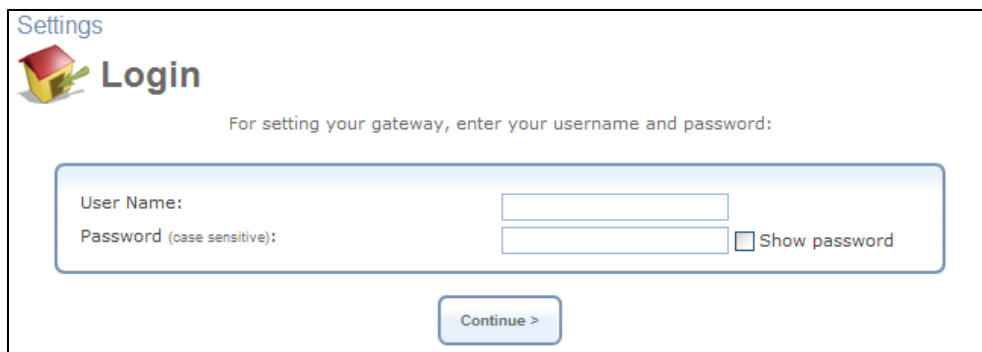 Settings
Login
For setting your gateway, enter your username and password:
User Name:
Password (case sensitive):
Show password
Continue >